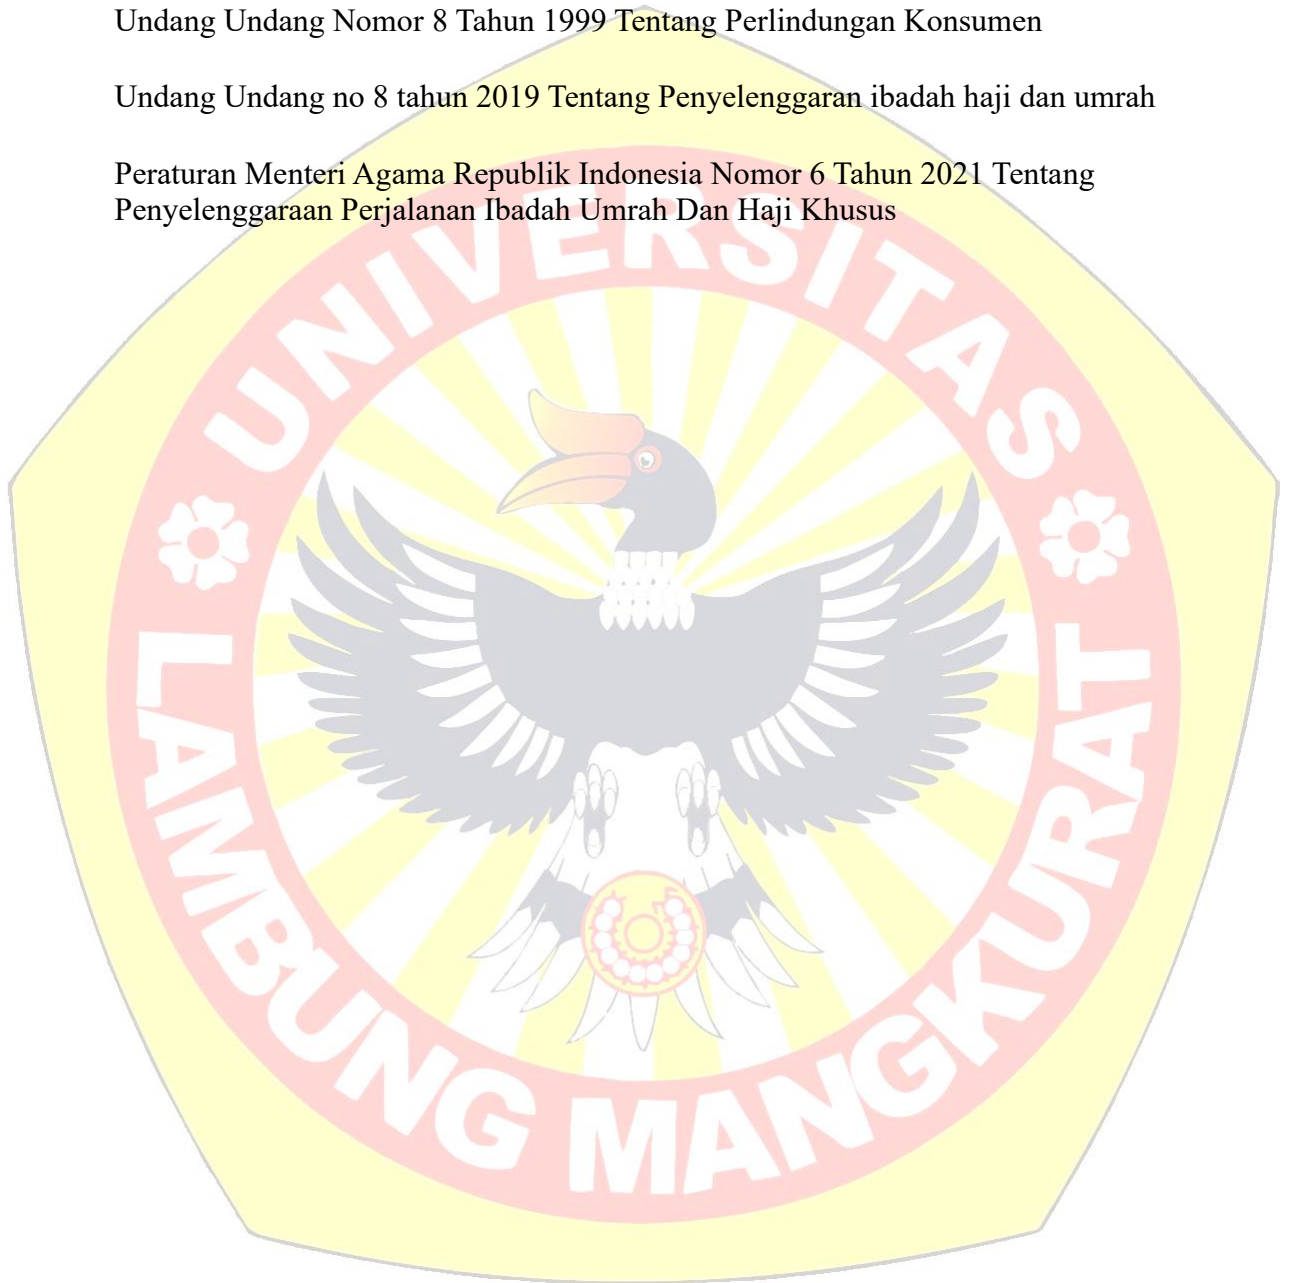 Undang Undang Nomor 8 Tahun 1999 Tentang Perlindungan Konsumen
Undang Undang no 8 tahun 2019 Tentang Penyelenggaran ibadah haji dan umrah
Peraturan Menteri Agama Republik Indonesia Nomor 6 Tahun 2021 Tentang
Penyelenggaraan Perjalanan Ibadah Umrah Dan Haji Khusus
UNIVERSITAS
LAMBUNG MANGKURAT